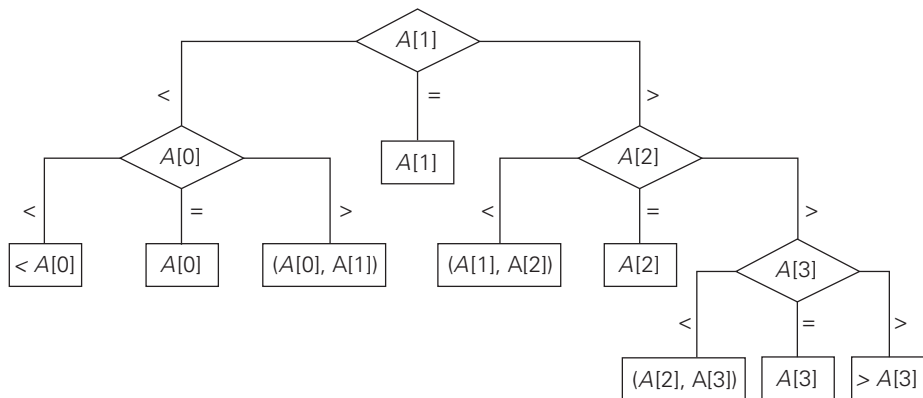 A[1]
< = >
A[0] A[1] A[2]
< = > < = >
< A[0] A[0] (A[0], A[1]) (A[1], A[2]) A[2] A[3]
< = >
(A[2], A[3]) A[3] > A[3]